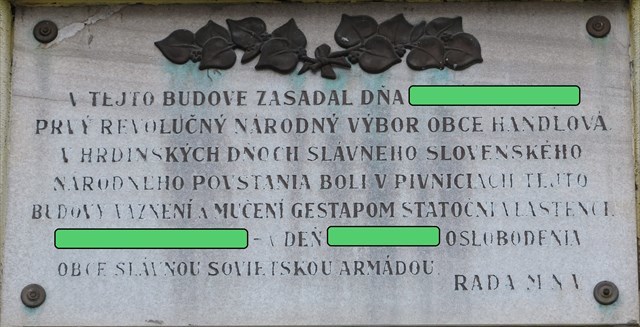 V TEJTO BUDOVE ZASADAL DŇA
PRVÝ REVOLUČNÝ NÁRODNÝ VÝBOR OBCE HANDLOVÁ
V HRDINSKÝCH DŇOCH SLÁVNEHO SLOVENSKÉHO
NÁRODNÉHO POVSTANIA BOLI V PIVNICIACH TEJTO
BUDOVY VÄZNENÍ A MUČENÍ GESTAPOM STATOČNÍ VLASTENCI
- V DEŇ OSLOBODENIA
OBCE SLÁVNOU SOVIETSKOU ARMÁDOU.
RADA M.N.V.